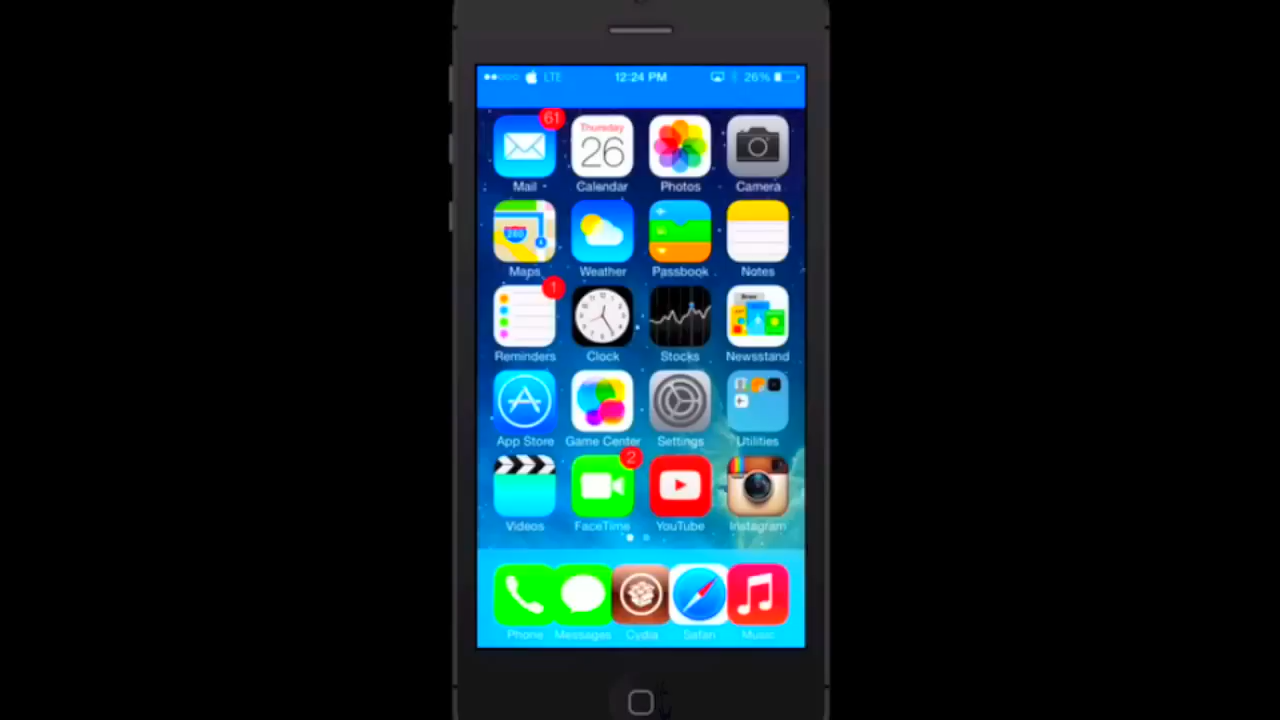 LTE 12:24 PM 26%
61 Thursday
26
Mail Calendar Photos Camera
280
Maps Weather Passbook Notes
1
Reminders Clock Stocks Newsstand
App Store Game Center Settings Utilities
2
Videos FaceTime YouTube Instagram
Phone Messages Cydia Safari Music